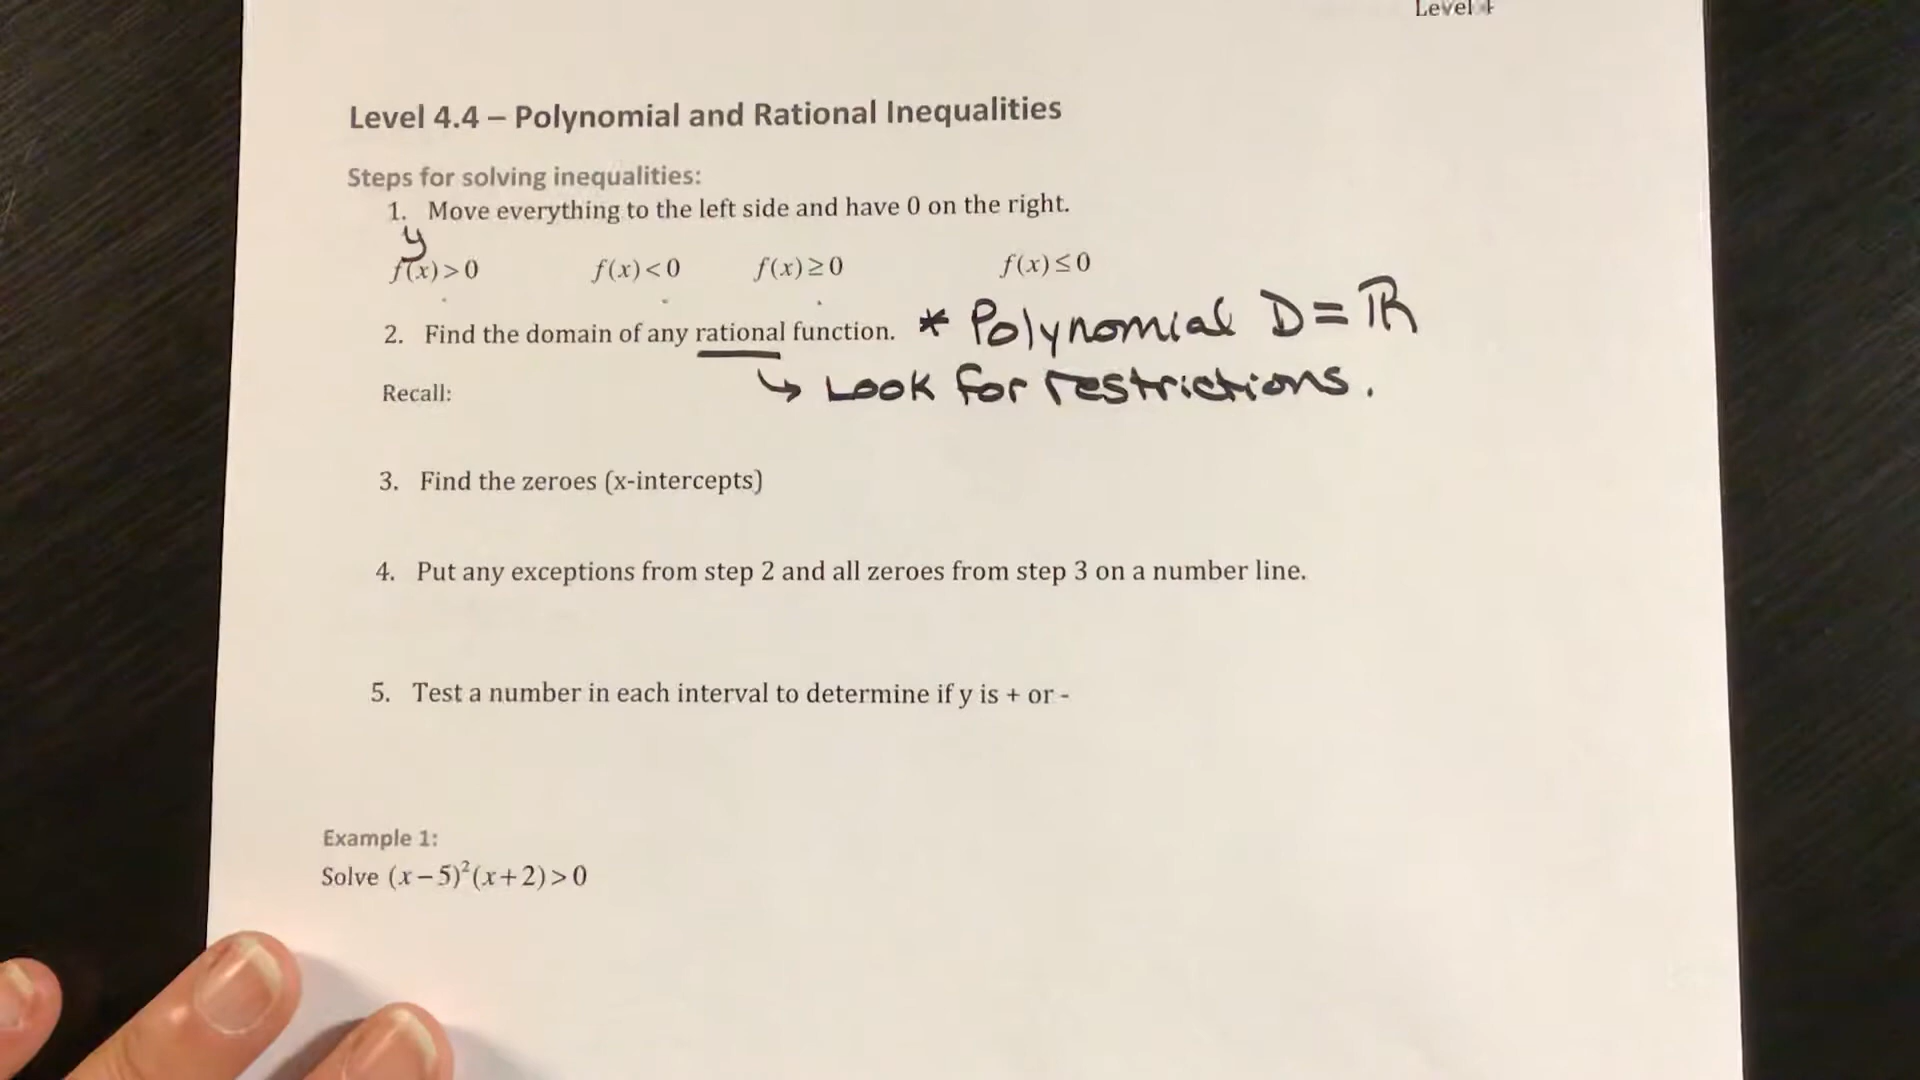 Level
Level 4.4 – Polynomial and Rational Inequalities
Steps for solving inequalities:
1. Move everything to the left side and have 0 on the right.
y
f(x)>0 f(x)<0 f(x)≥0 f(x)≤0
2. Find the domain of any rational function. * Polynomial D=ℝ
Recall: ↳ Look for restrictions.
3. Find the zeroes (x-intercepts)
4. Put any exceptions from step 2 and all zeroes from step 3 on a number line.
5. Test a number in each interval to determine if y is + or -
Example 1:
Solve (x−5)²(x+2)>0